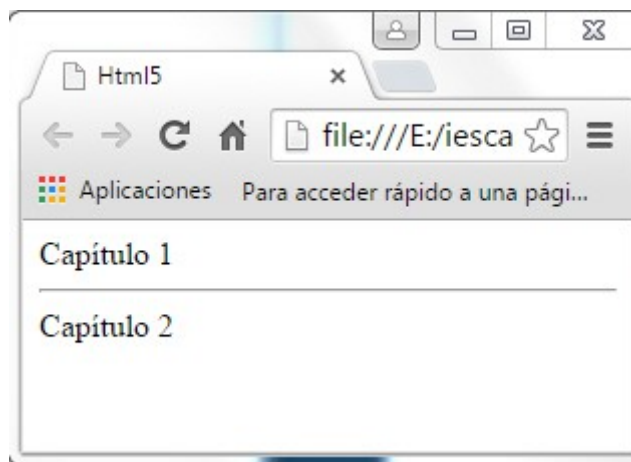 Html5
file:///E:/iesca
Aplicaciones Para acceder rápido a una pági...
Capítulo 1
Capítulo 2